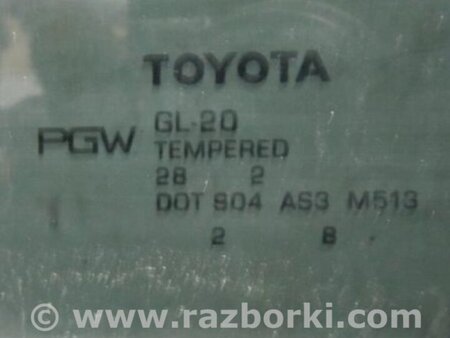 TOYOTA
PGW GL-20
TEMPERED
28 2
DOT 804 AS3 M513
2 8
© www.razborki.com